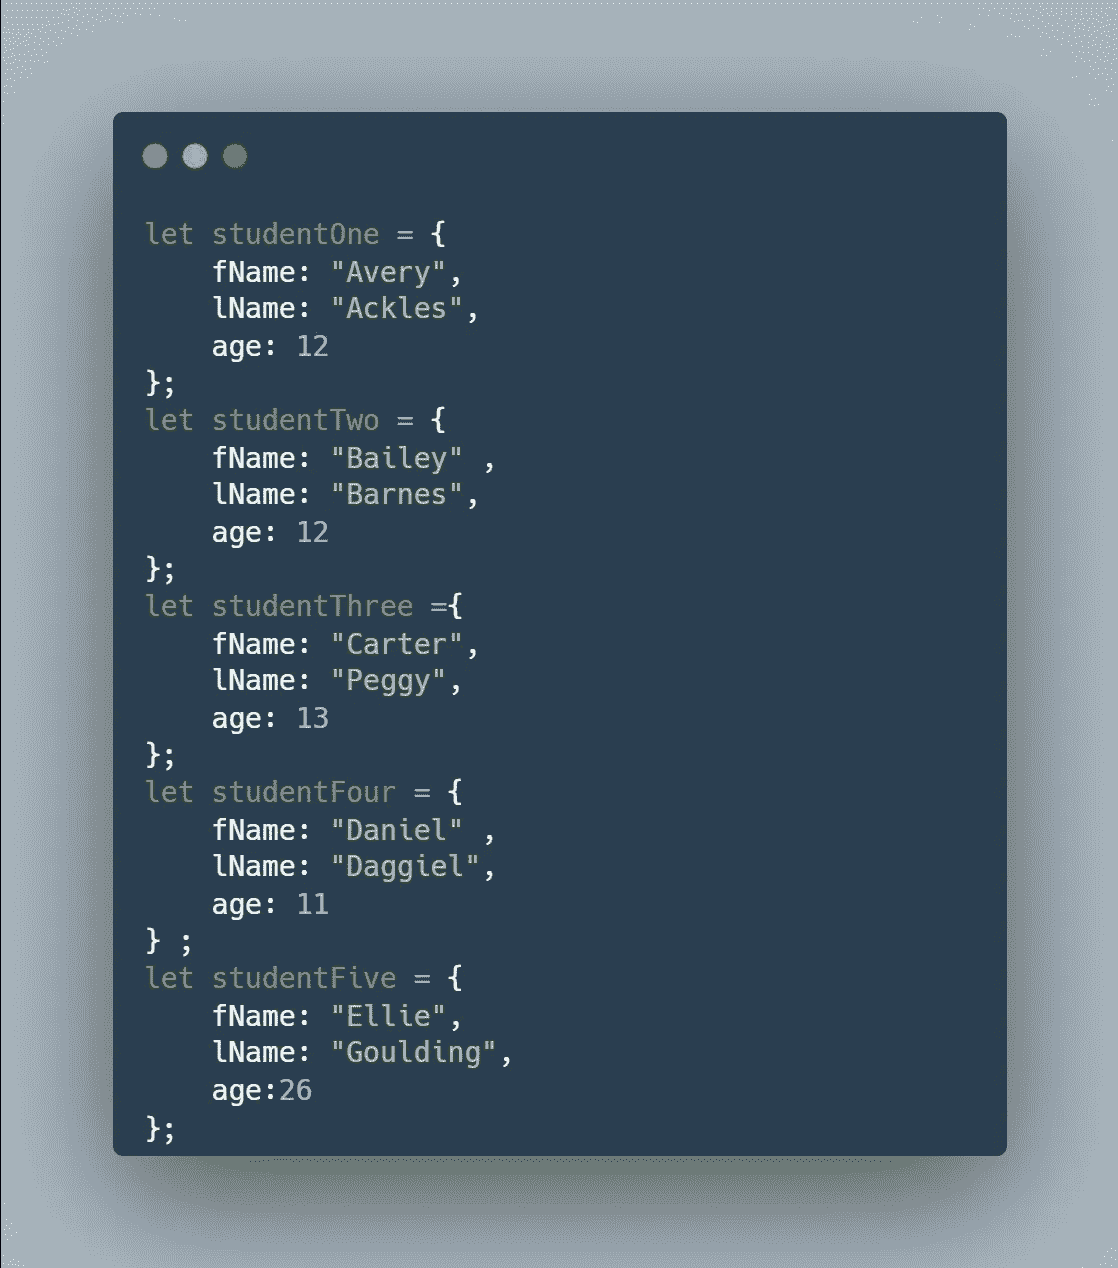 let studentOne = {
    fName: "Avery",
    lName: "Ackles",
    age: 12
};
let studentTwo = {
    fName: "Bailey" ,
    lName: "Barnes",
    age: 12
};
let studentThree ={
    fName: "Carter",
    lName: "Peggy",
    age: 13
};
let studentFour = {
    fName: "Daniel" ,
    lName: "Daggiel",
    age: 11
} ;
let studentFive = {
    fName: "Ellie",
    lName: "Goulding",
    age:26
};